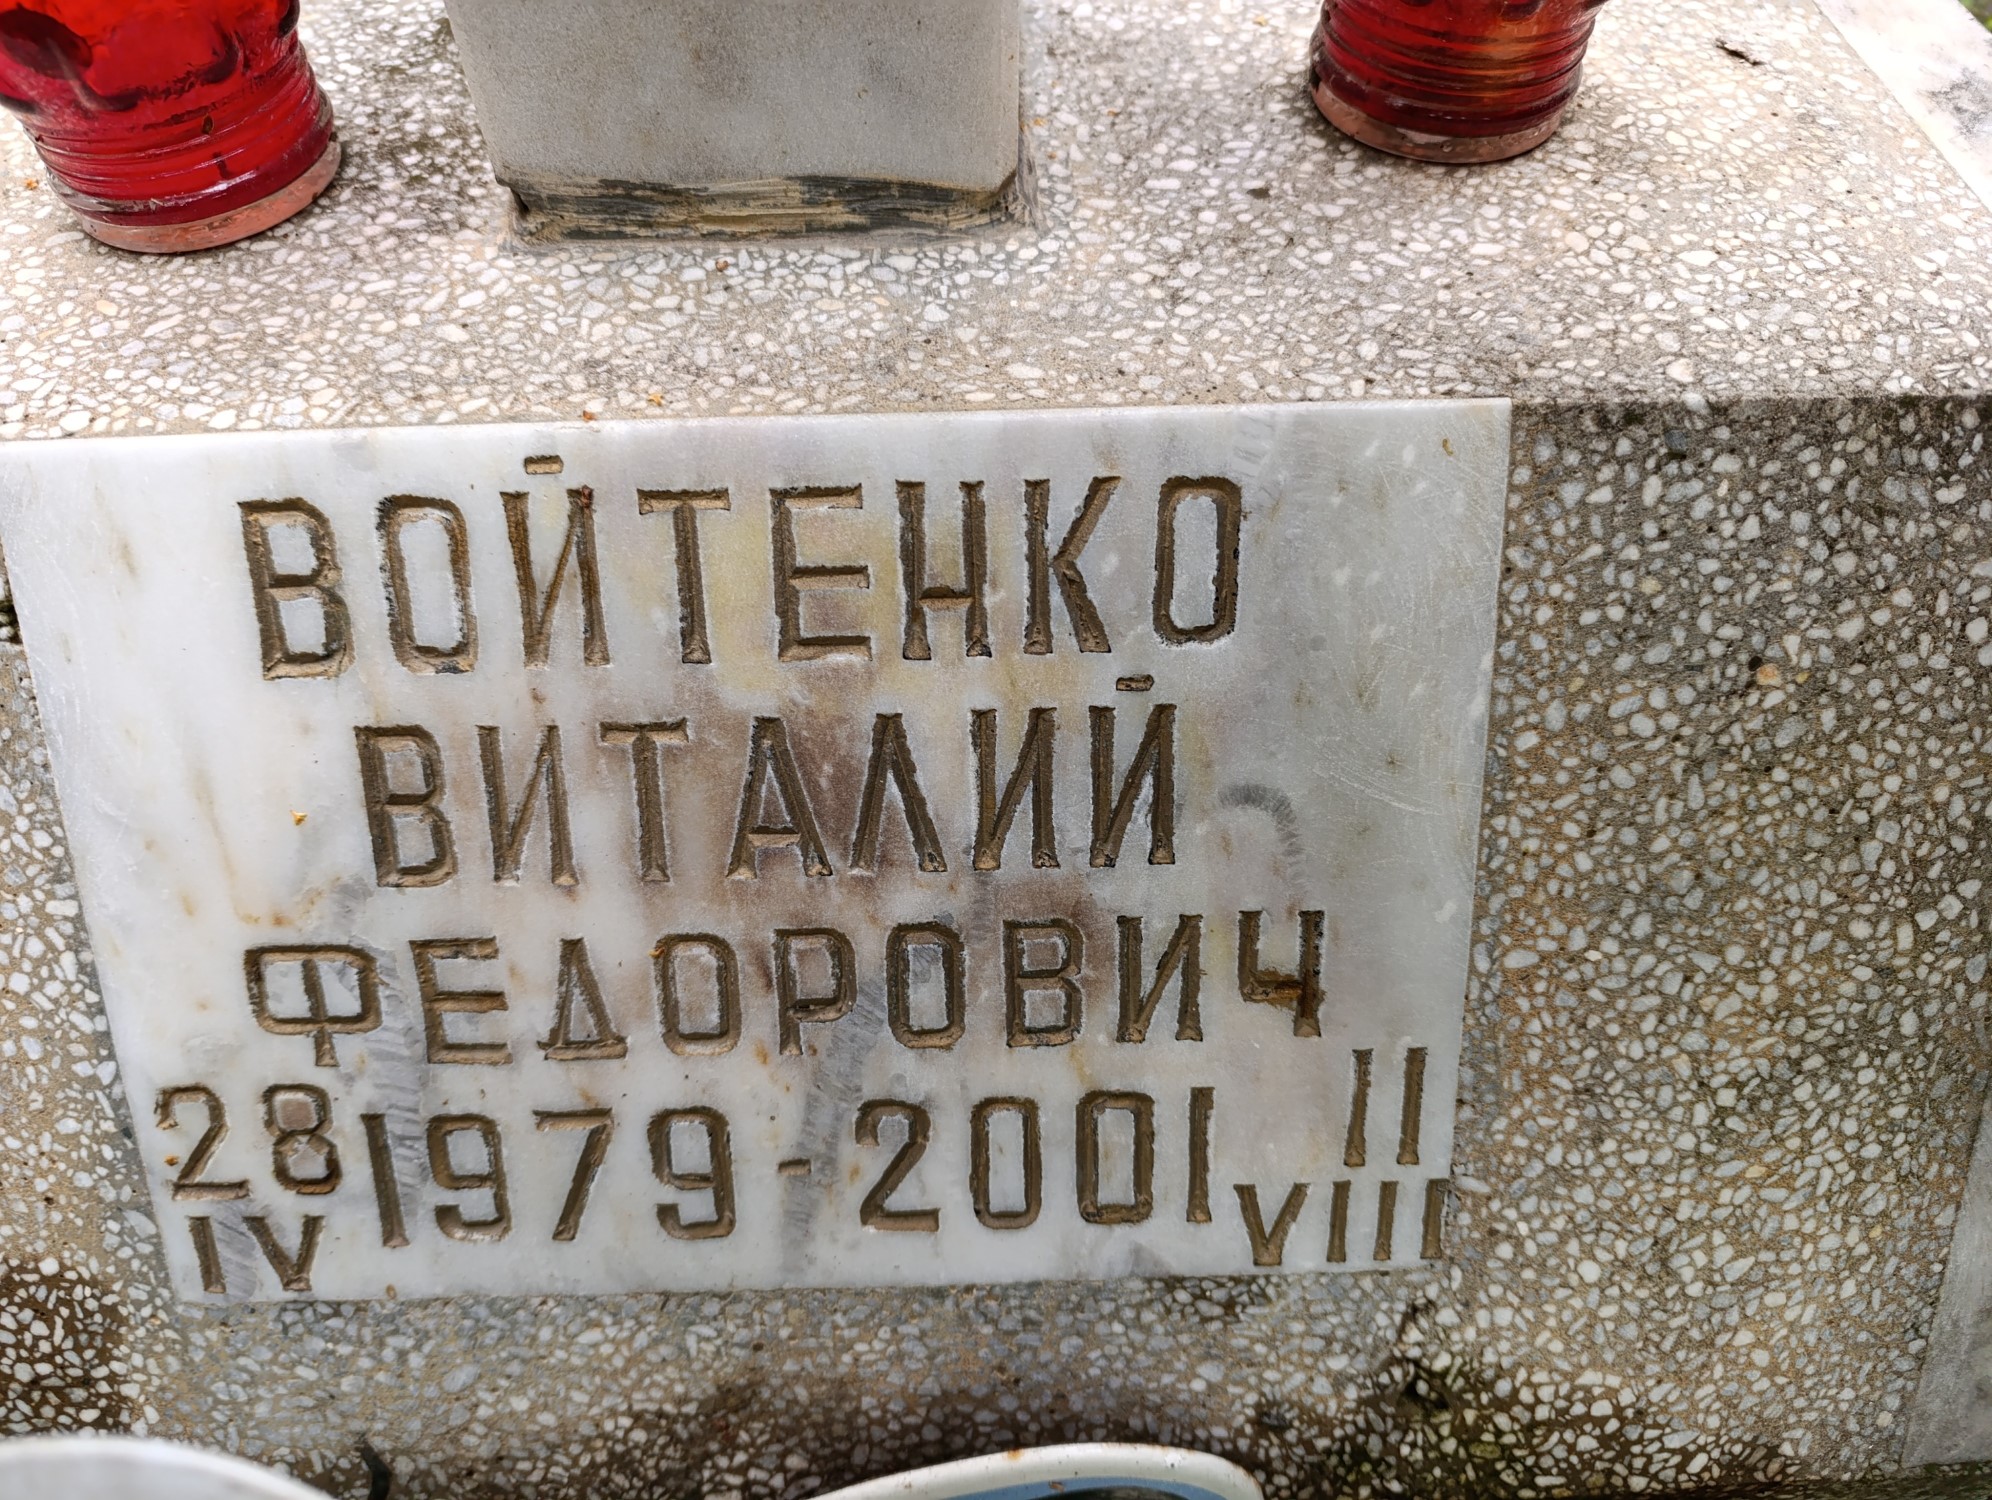 ВОЙТЕНКО
ВИТАЛИЙ
ФЕДОРОВИЧ
28 IV 1979-2001 11 VIII